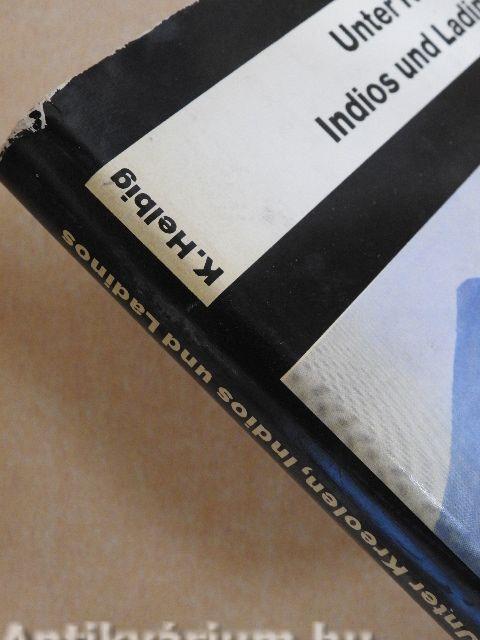 Unter
Indios und Ladin
K. Helbig
Unter Kreolen, Indios und Ladinos
Antikvárium.hu